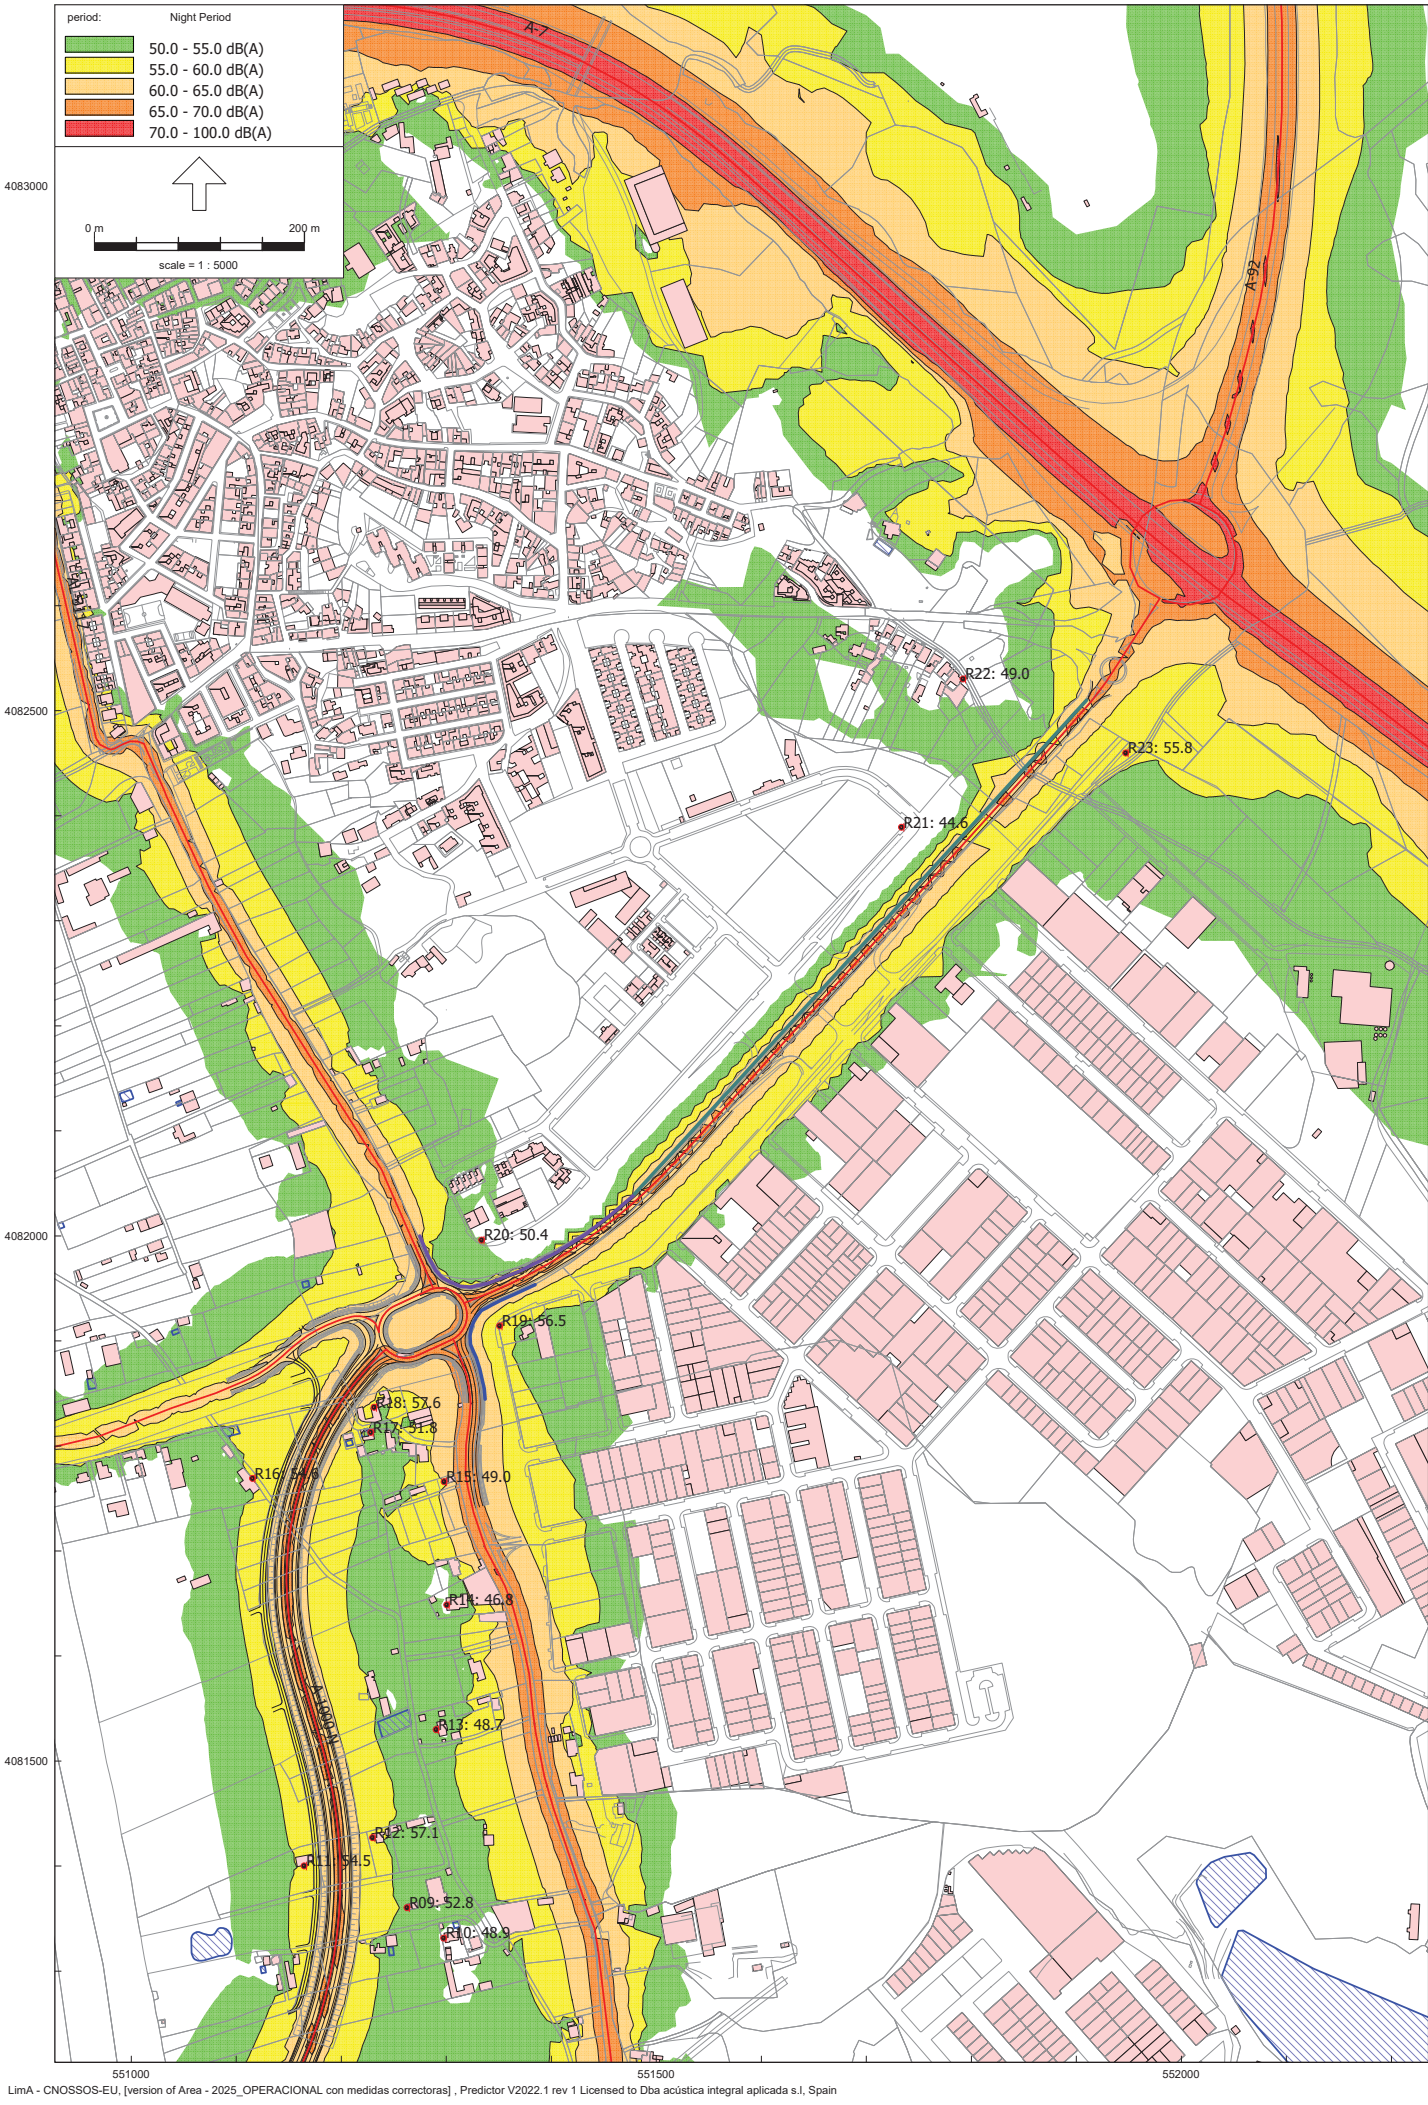 period: Night Period
50.0 - 55.0 dB(A)
55.0 - 60.0 dB(A)
60.0 - 65.0 dB(A)
65.0 - 70.0 dB(A)
70.0 - 100.0 dB(A)
0 m 200 m
scale = 1 : 5000
A-7
4083000
A-92
R22: 49.0
4082500
R23: 55.8
R21: 44.6
4082000
R20: 50.4
R19: 56.5
R18: 57.6
R17: 51.8
R16: 54.6
R15: 49.0
R14: 46.8
A-1000-N
R13: 48.7
4081500
R12: 57.1
R11: 54.5
R09: 52.8
R10: 48.9
551000 551500 552000
LimA - CNOSSOS-EU, [version of Area - 2025_OPERACIONAL con medidas correctoras] , Predictor V2022.1 rev 1 Licensed to Dba acústica integral aplicada s.l, Spain